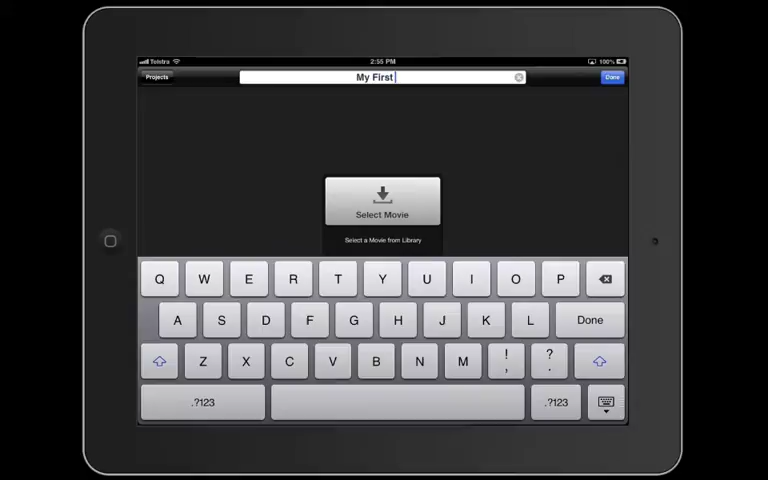 Telstra 2:55 PM 100%
Projects My First Done
Select Movie
Select a Movie from Library
Q W E R T Y U I O P
A S D F G H J K L Done
Z X C V B N M ! , ? .
.?123 .?123